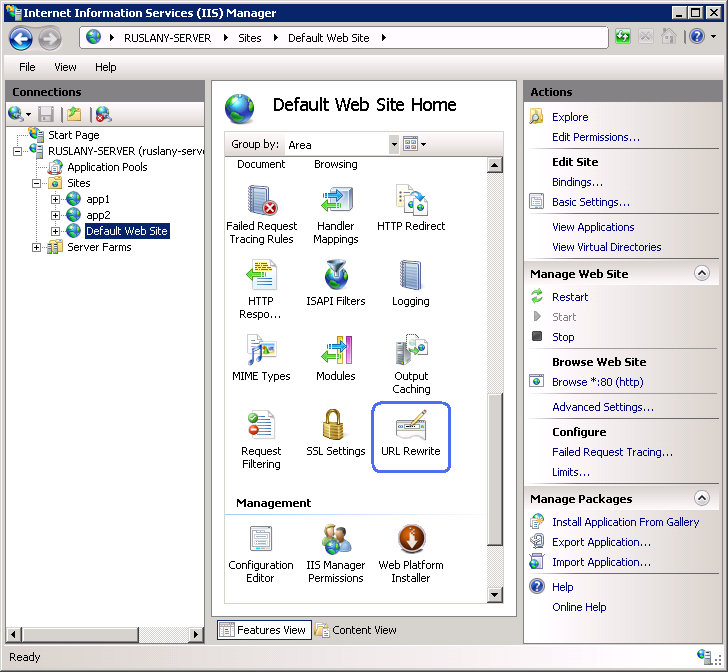 Internet Information Services (IIS) Manager
RUSLANY-SERVER
Sites
Default Web Site
File
View
Help
Connections
Start Page
RUSLANY-SERVER (ruslany-serve
Application Pools
Sites
app1
app2
Default Web Site
Server Farms
Default Web Site Home
Group by: Area
Document
Browsing
Failed Request
Tracing Rules
Handler
Mappings
HTTP Redirect
HTTP
Respo...
ISAPI Filters
Logging
MIME Types
Modules
Output
Caching
Request
Filtering
SSL Settings
URL Rewrite
Management
Configuration
Editor
IIS Manager
Permissions
Web Platform
Installer
Features View
Content View
Actions
Explore
Edit Permissions...
Edit Site
Bindings...
Basic Settings...
View Applications
View Virtual Directories
Manage Web Site
Restart
Start
Stop
Browse Web Site
Browse *:80 (http)
Advanced Settings...
Configure
Failed Request Tracing...
Limits...
Manage Packages
Install Application From Gallery
Export Application...
Import Application...
Help
Online Help
Ready